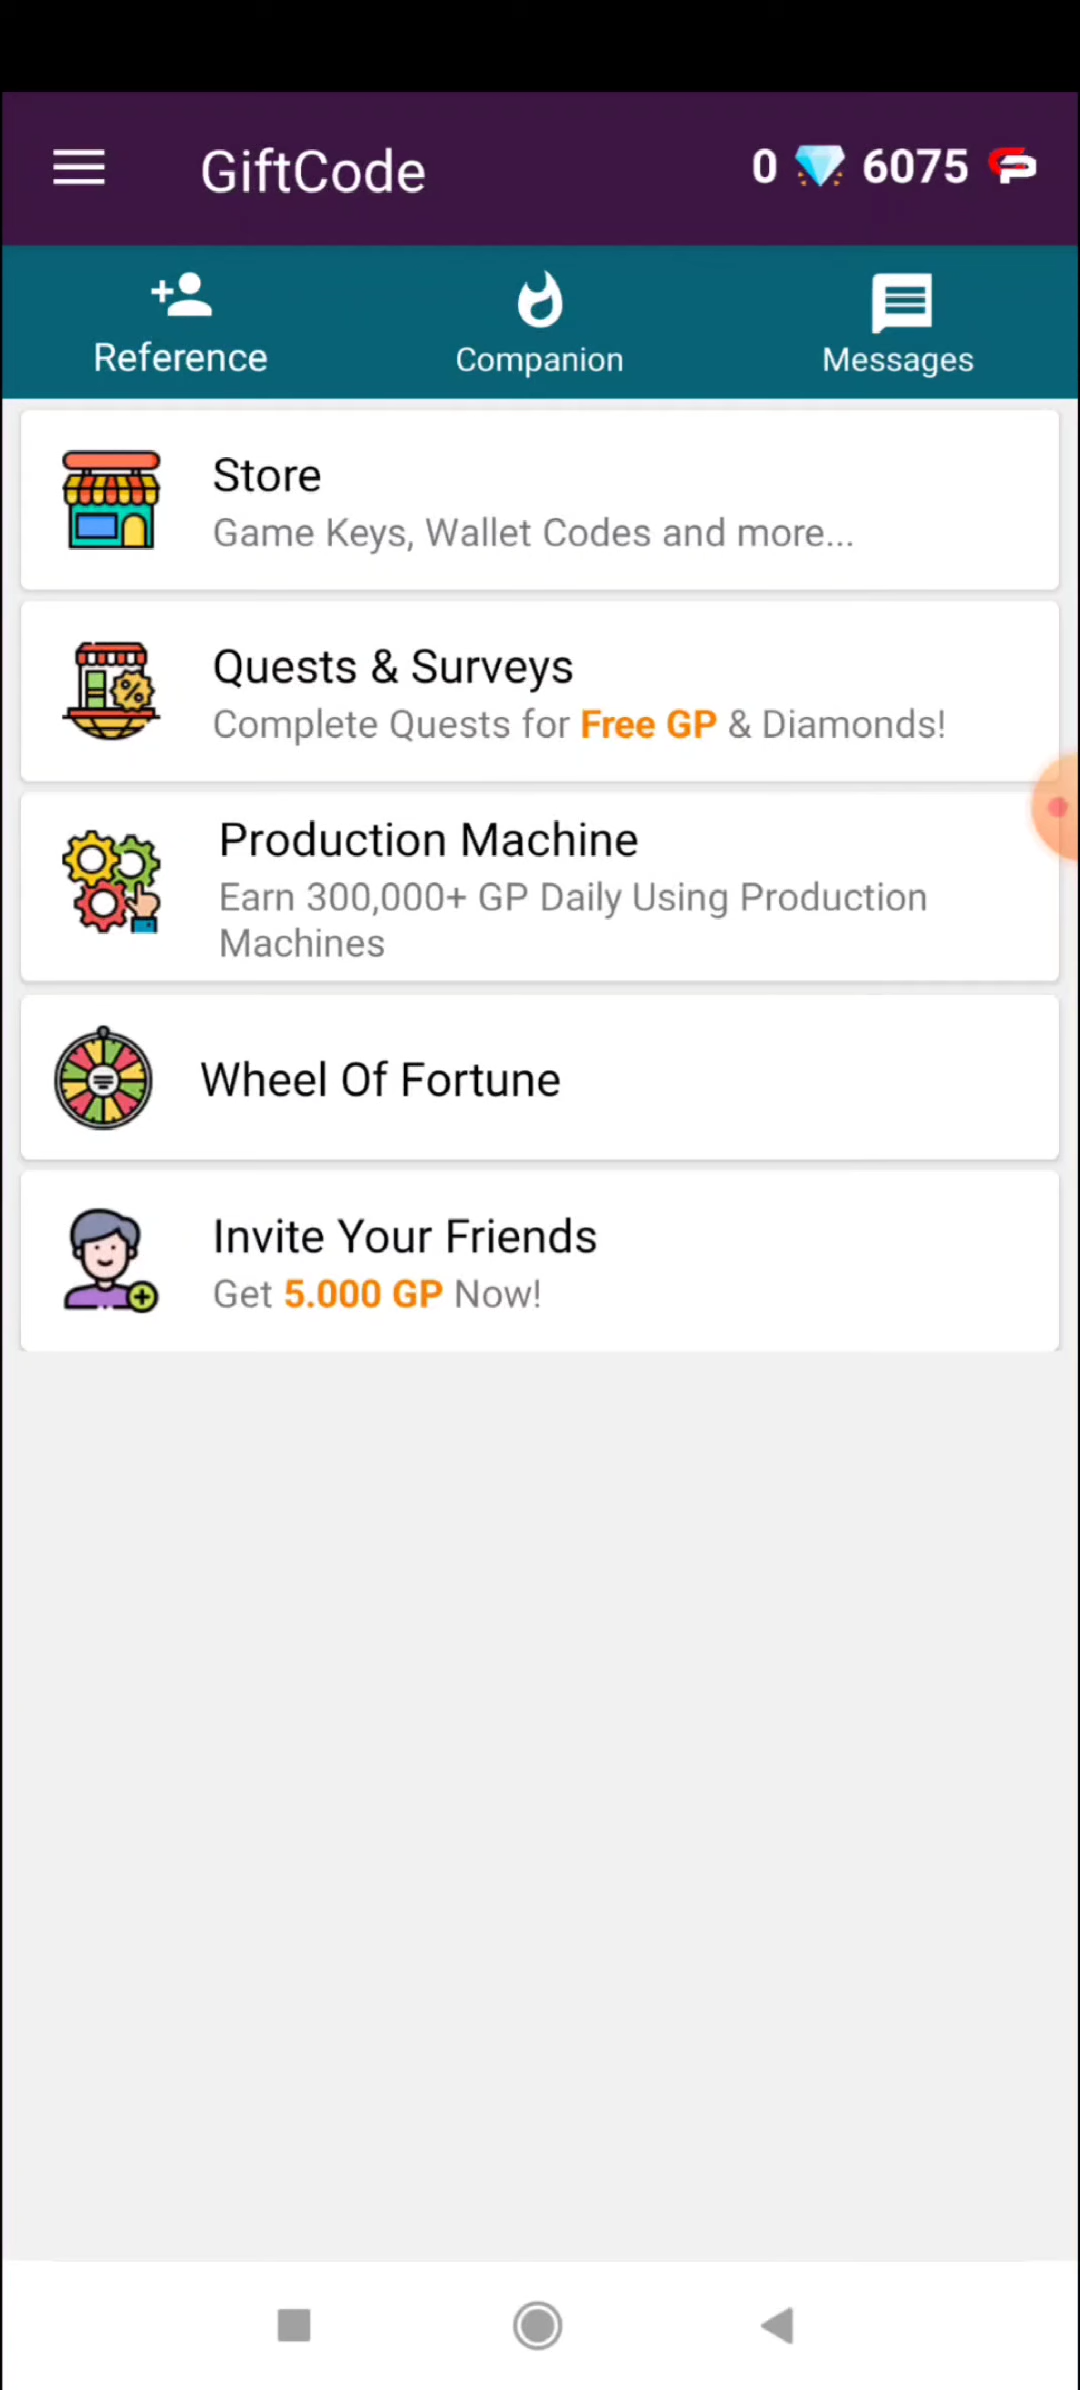 GiftCode
0 6075
Reference
Companion
Messages
Store
Game Keys, Wallet Codes and more...
Quests & Surveys
Complete Quests for Free GP & Diamonds!
Production Machine
Earn 300,000+ GP Daily Using Production
Machines
Wheel Of Fortune
Invite Your Friends
Get 5.000 GP Now!